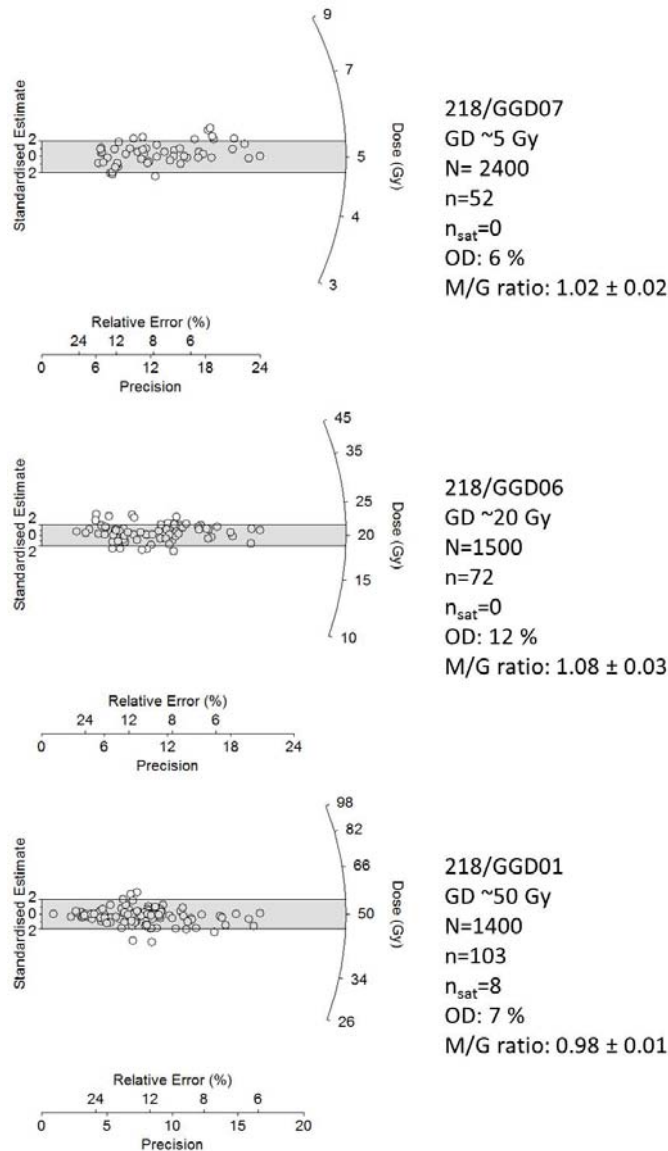 9
7
5
4
3
Dose (Gy)
Standardised Estimate
2
0
2
Relative Error (%)
24 12 8 6
0 6 12 18 24
Precision
218/GGD07
GD ~5 Gy
N= 2400
n=52
nsat=0
OD: 6 %
M/G ratio: 1.02 ± 0.02
45
35
25
20
15
10
Dose (Gy)
Standardised Estimate
2
0
2
Relative Error (%)
24 12 8 6
0 6 12 18 24
Precision
218/GGD06
GD ~20 Gy
N=1500
n=72
nsat=0
OD: 12 %
M/G ratio: 1.08 ± 0.03
98
82
66
50
34
26
Dose (Gy)
Standardised Estimate
2
0
2
Relative Error (%)
24 12 8 6
0 5 10 15 20
Precision
218/GGD01
GD ~50 Gy
N=1400
n=103
nsat=8
OD: 7 %
M/G ratio: 0.98 ± 0.01